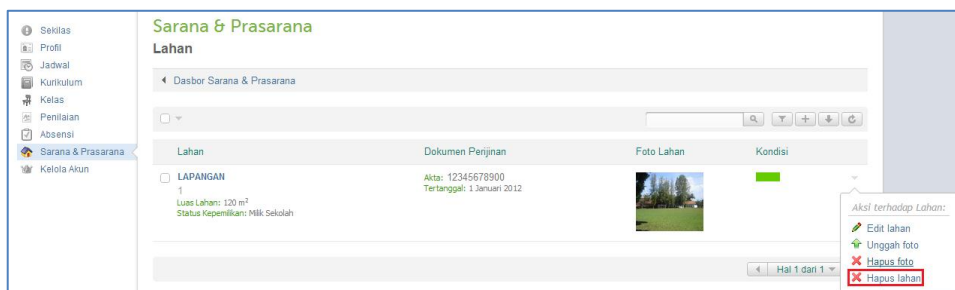 Sekilas
Profil
Jadwal
Kurikulum
Kelas
Penilaian
Absensi
Sarana & Prasarana
Kelola Akun
Sarana & Prasarana
Lahan
Dasbor Sarana & Prasarana
Lahan Dokumen Perijinan Foto Lahan Kondisi
LAPANGAN
1
Luas Lahan: 120 m²
Status Kepemilikan: Milik Sekolah
Akta: 12345678900
Tertanggal: 1 Januari 2012
Aksi terhadap Lahan:
Edit lahan
Unggah foto
Hapus foto
Hapus lahan
Hal 1 dari 1